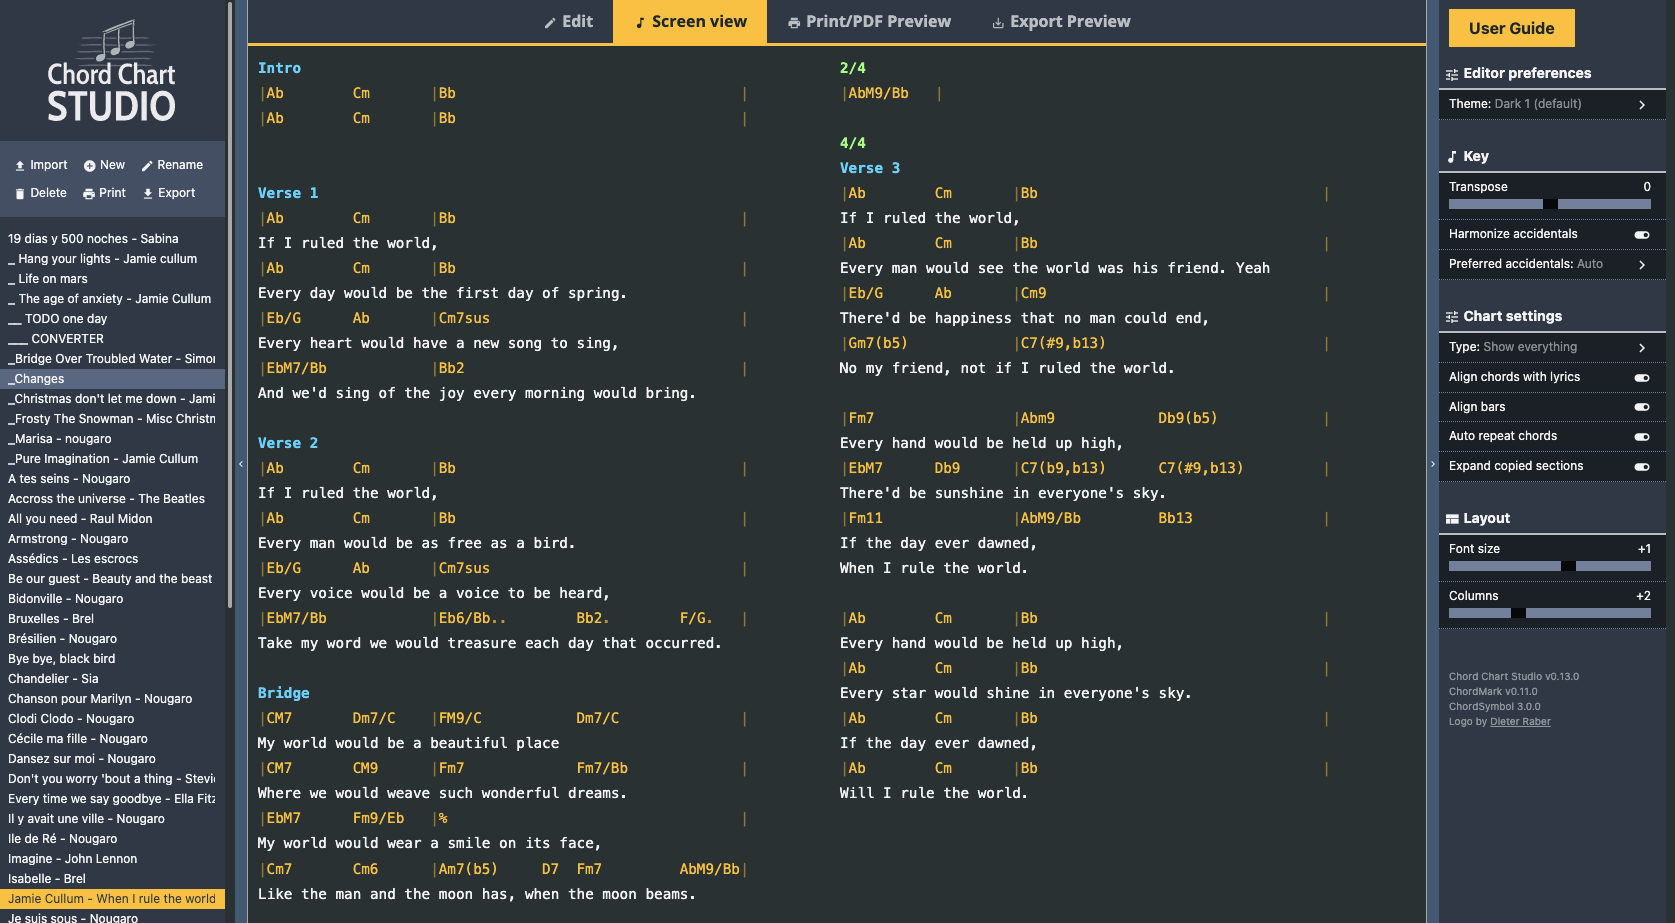 Chord Chart
STUDIO
Import New Rename
Delete Print Export
19 dias y 500 noches - Sabina
_ Hang your lights - Jamie cullum
_ Life on mars
_ The age of anxiety - Jamie Cullum
__ TODO one day
___ CONVERTER
_Bridge Over Troubled Water - Simon
_Changes
_Christmas don't let me down - Jami
_Frosty The Snowman - Misc Christm
_Marisa - nougaro
_Pure Imagination - Jamie Cullum
A tes seins - Nougaro
Accross the universe - The Beatles
All you need - Raul Midon
Armstrong - Nougaro
Assédics - Les escrocs
Be our guest - Beauty and the beast
Bidonville - Nougaro
Bruxelles - Brel
Brésilien - Nougaro
Bye bye, black bird
Chandelier - Sia
Chanson pour Marilyn - Nougaro
Clodi Clodo - Nougaro
Cécile ma fille - Nougaro
Dansez sur moi - Nougaro
Don't you worry 'bout a thing - Stevi
Every time we say goodbye - Ella Fitz
Il y avait une ville - Nougaro
Ile de Ré - Nougaro
Imagine - John Lennon
Isabelle - Brel
Jamie Cullum - When I rule the world
Je suis sous - Nougaro
Edit Screen view Print/PDF Preview Export Preview
Intro
|Ab Cm |Bb |
|Ab Cm |Bb |
Verse 1
|Ab Cm |Bb |
If I ruled the world,
|Ab Cm |Bb |
Every day would be the first day of spring.
|Eb/G Ab |Cm7sus |
Every heart would have a new song to sing,
|EbM7/Bb |Bb2 |
And we'd sing of the joy every morning would bring.
Verse 2
|Ab Cm |Bb |
If I ruled the world,
|Ab Cm |Bb |
Every man would be as free as a bird.
|Eb/G Ab |Cm7sus |
Every voice would be a voice to be heard,
|EbM7/Bb |Eb6/Bb.. Bb2. F/G. |
Take my word we would treasure each day that occurred.
Bridge
|CM7 Dm7/C |FM9/C Dm7/C |
My world would be a beautiful place
|CM7 CM9 |Fm7 Fm7/Bb |
Where we would weave such wonderful dreams.
|EbM7 Fm9/Eb |% |
My world would wear a smile on its face,
|Cm7 Cm6 |Am7(b5) D7 Fm7 AbM9/Bb|
Like the man and the moon has, when the moon beams.
2/4
|AbM9/Bb |
4/4
Verse 3
|Ab Cm |Bb |
If I ruled the world,
|Ab Cm |Bb |
Every man would see the world was his friend. Yeah
|Eb/G Ab |Cm9 |
There'd be happiness that no man could end,
|Gm7(b5) |C7(#9,b13) |
No my friend, not if I ruled the world.
|Fm7 |Abm9 Db9(b5) |
Every hand would be held up high,
|EbM7 Db9 |C7(b9,b13) C7(#9,b13) |
There'd be sunshine in everyone's sky.
|Fm11 |AbM9/Bb Bb13 |
If the day ever dawned,
When I rule the world.
|Ab Cm |Bb |
Every hand would be held up high,
|Ab Cm |Bb |
Every star would shine in everyone's sky.
|Ab Cm |Bb |
If the day ever dawned,
|Ab Cm |Bb |
Will I rule the world.
User Guide
Editor preferences
Theme: Dark 1 (default)
Key
Transpose 0
Harmonize accidentals
Preferred accidentals: Auto
Chart settings
Type: Show everything
Align chords with lyrics
Align bars
Auto repeat chords
Expand copied sections
Layout
Font size +1
Columns +2
Chord Chart Studio v0.13.0
ChordMark v0.11.0
ChordSymbol 3.0.0
Logo by Dieter Raber